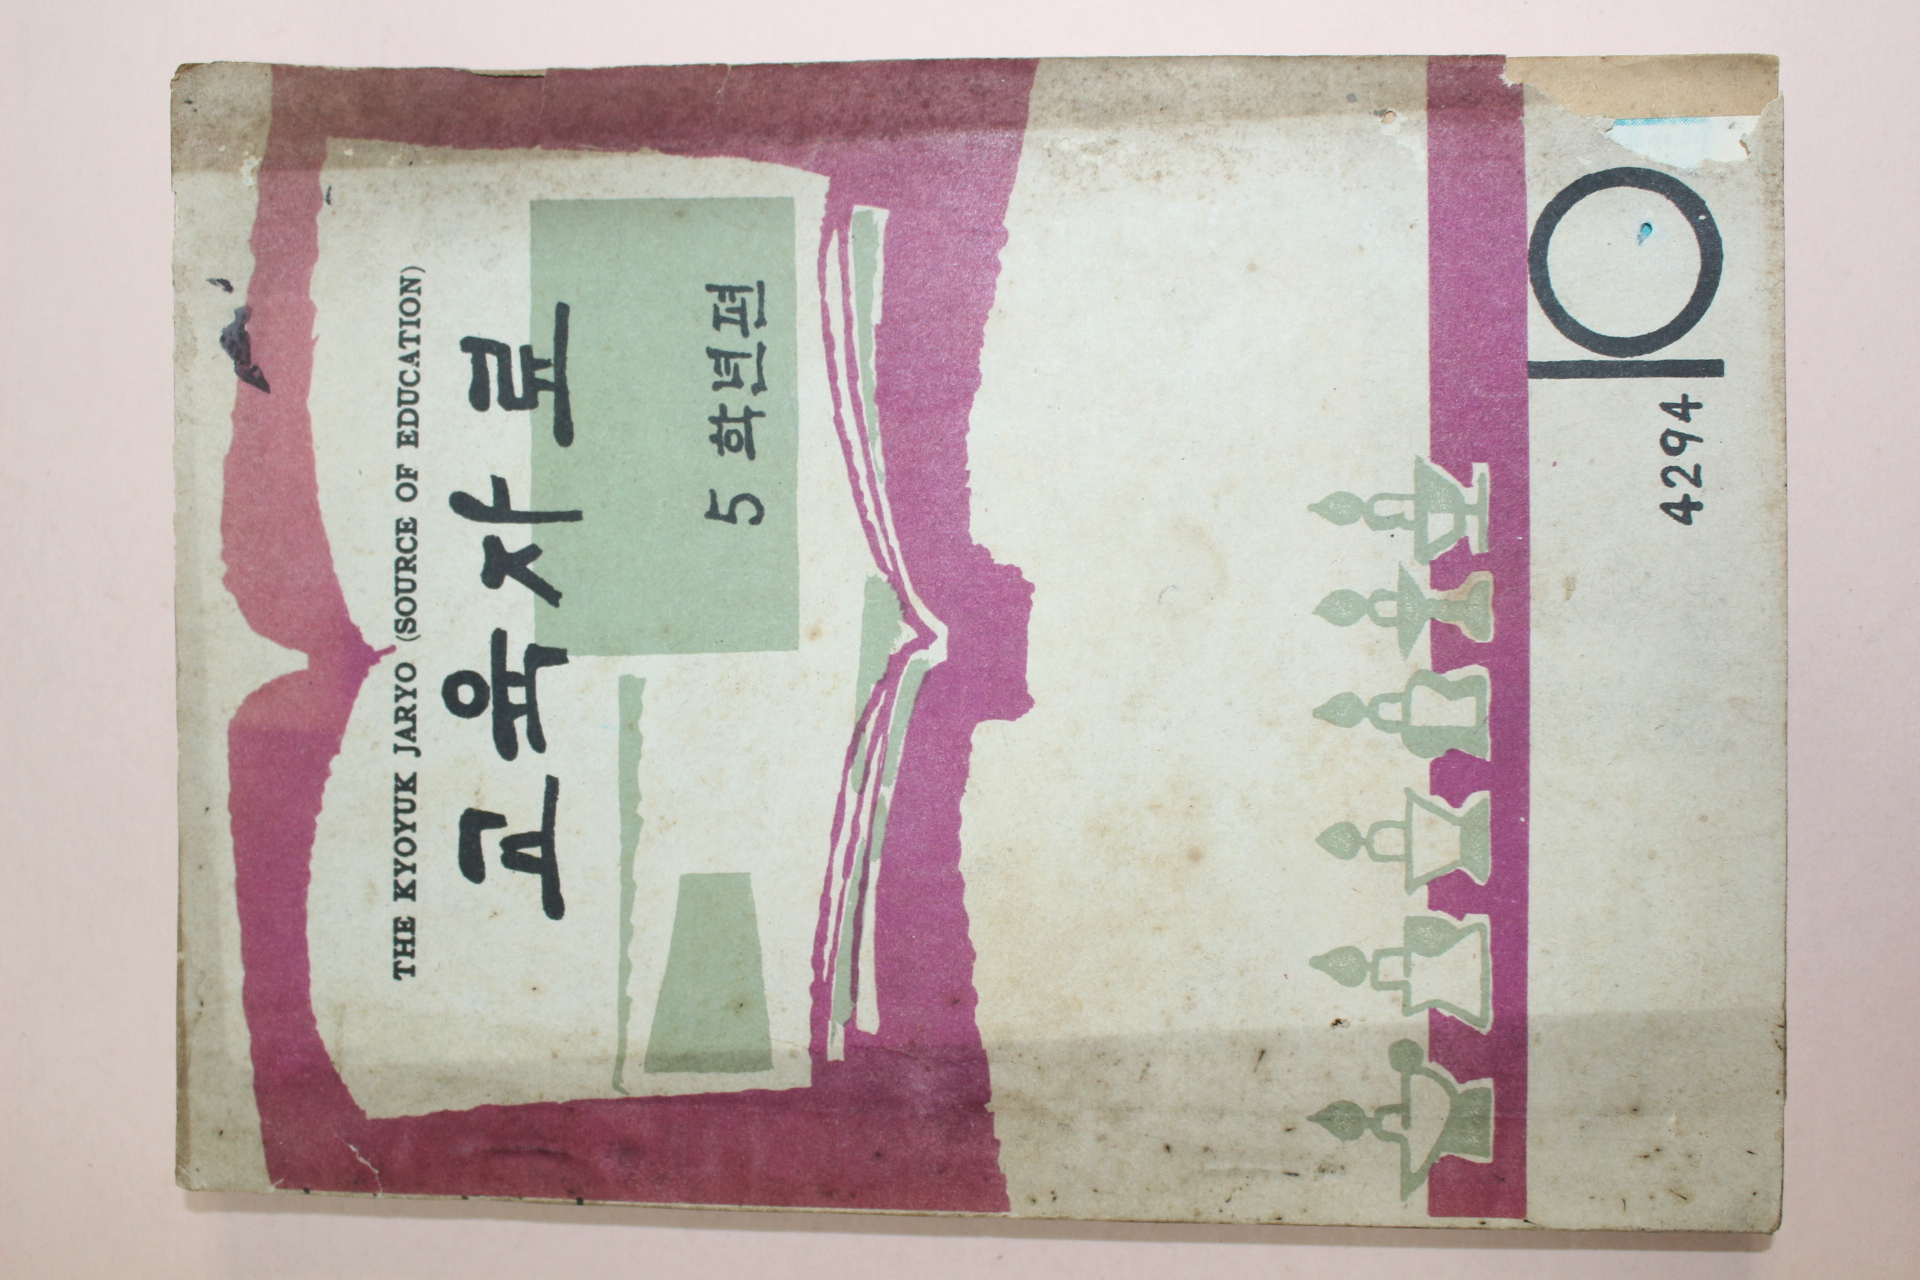 THE KYOYUK JARYO (SOURCE OF EDUCATION)
교육자료
5 학년편
4294
10